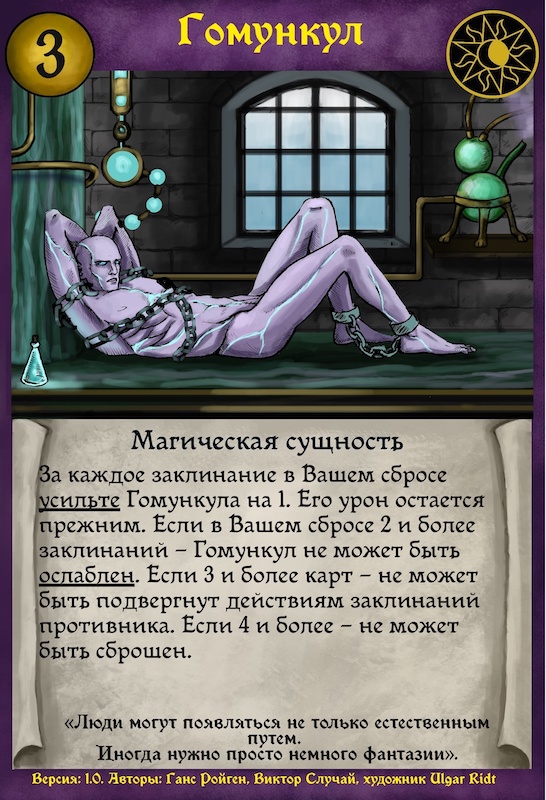 3
Гомункул
Магическая сущность
За каждое заклинание в Вашем сбросе
усильте Гомункула на 1. Его урон остается
прежним. Если в Вашем сбросе 2 и более
заклинаний – Гомункул не может быть
ослаблен. Если 3 и более карт – не может
быть подвергнут действиям заклинаний
противника. Если 4 и более – не может
быть сброшен.
«Люди могут появляться не только естественным
путем.
Иногда нужно просто немного фантазии».
Версия: 1.0. Авторы: Ганс Ройген, Виктор Случай, художник Ulgar Ridt